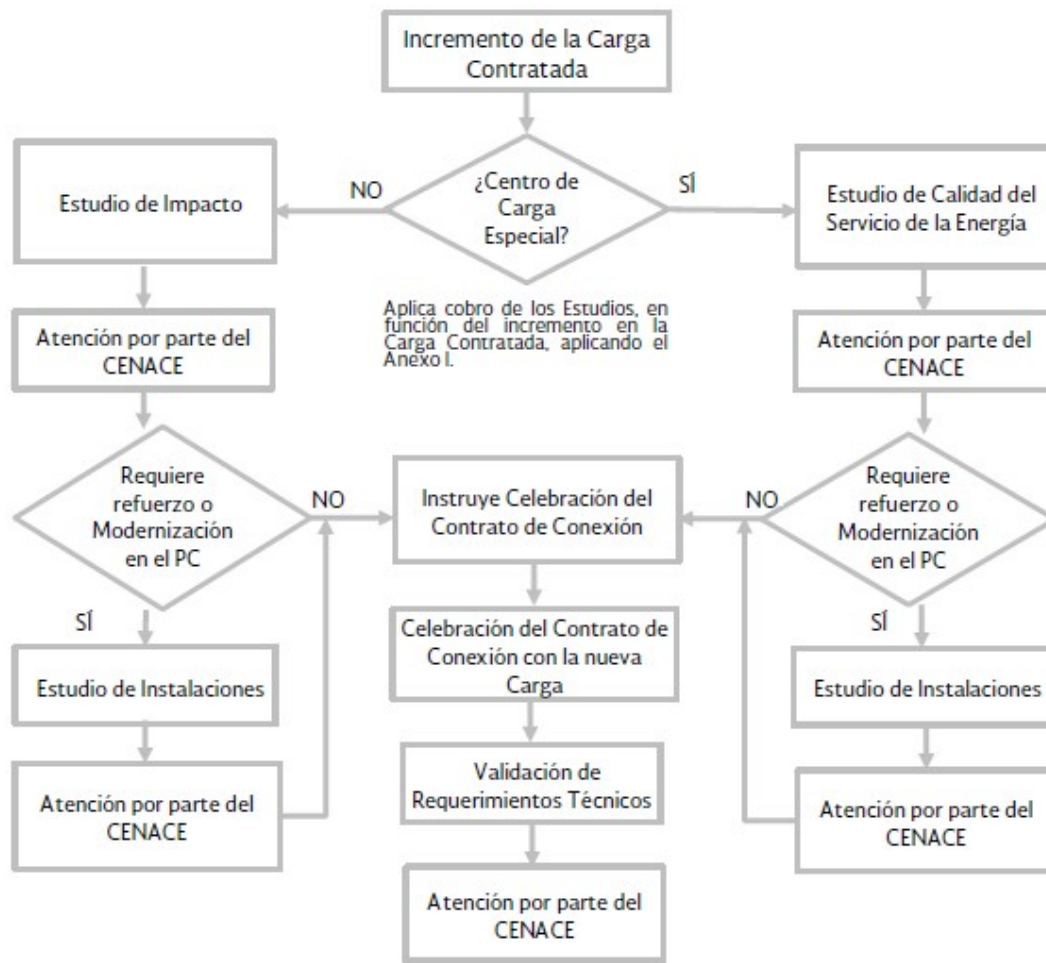 Incremento de la Carga
Contratada
¿Centro de
Carga
Especial?
NO
SÍ
Estudio de Impacto
Estudio de Calidad del
Servicio de la Energía
Aplica cobro de los Estudios, en
función del incremento en la
Carga Contratada, aplicando el
Anexo I.
Atención por parte del
CENACE
Atención por parte del
CENACE
Requiere
refuerzo o
Modernización
en el PC
NO
SÍ
Instruye Celebración del
Contrato de Conexión
NO
Requiere
refuerzo o
Modernización
en el PC
SÍ
Estudio de Instalaciones
Celebración del Contrato de
Conexión con la nueva
Carga
Estudio de Instalaciones
Atención por parte del
CENACE
Validación de
Requerimientos Técnicos
Atención por parte del
CENACE
Atención por parte del
CENACE